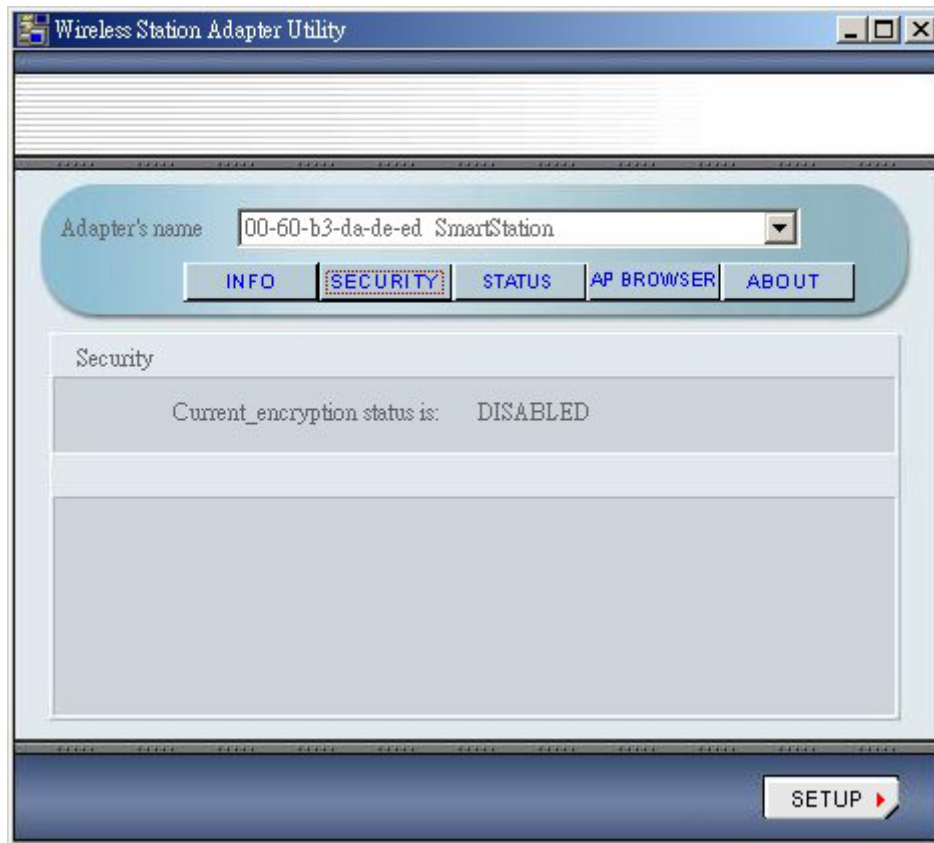 Wireless Station Adapter Utility
Adapter's name 00-60-b3-da-de-ed SmartStation
INFO SECURITY STATUS AP BROWSER ABOUT
Security
Current_encryption status is: DISABLED
SETUP